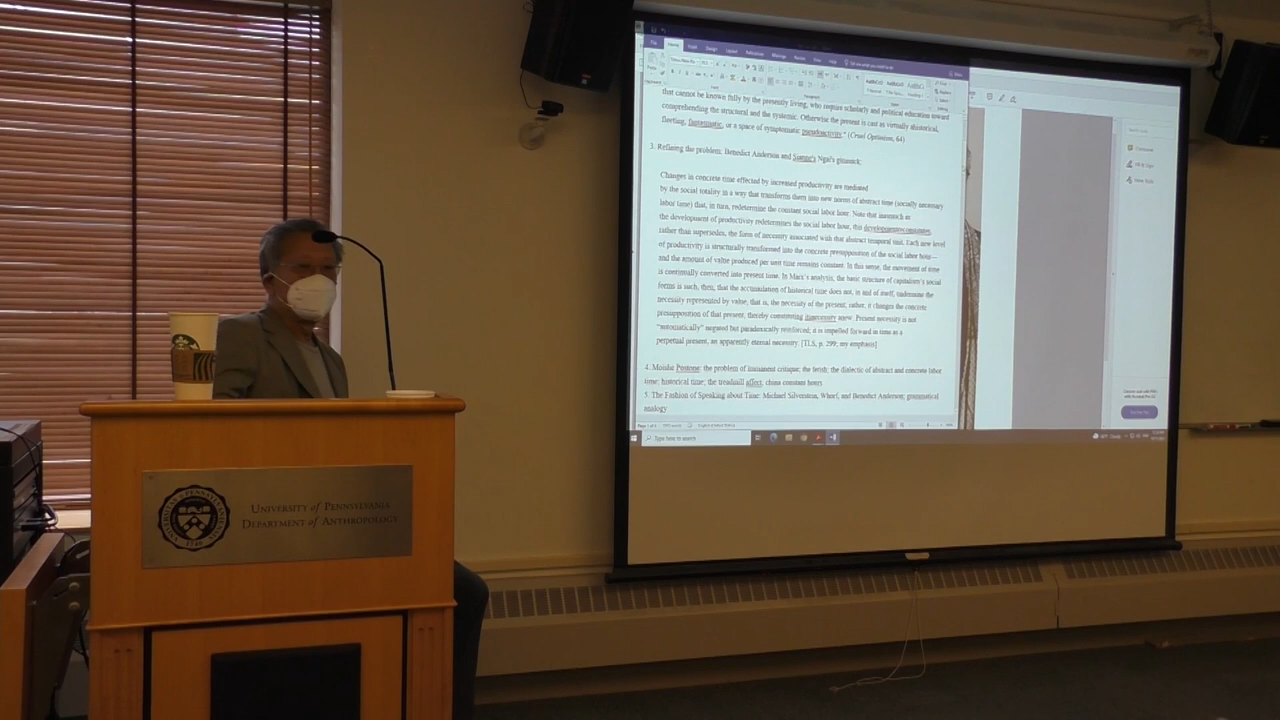 that cannot be known fully by the presently living, who require scholarly and political education toward
comprehending the structural and the systemic. Otherwise the present is cast as virtually ahistorical,
fleeting, fantasmatic, or a space of symptomatic pseudoactivity." (Cruel Optimism, 64)
3. Refining the problem: Benedict Anderson and Sianne's Ngai's gimmick:
Changes in concrete time effected by increased productivity are mediated
by the social totality in a way that transforms them into new norms of abstract time (socially necessary
labor time) that, in turn, redetermine the constant social labor hour. Note that inasmuch as
the development of productivity redetermines the social labor hour, this developmentreconstitutes,
rather than supersedes, the form of necessity associated with that abstract temporal unit. Each new level
of productivity is structurally transformed into the concrete presupposition of the social labor hour—
and the amount of value produced per unit time remains constant. In this sense, the movement of time
is continually converted into present time. In Marx's analysis, the basic structure of capitalism's social
forms is such, then, that the accumulation of historical time does not, in and of itself, undermine the
necessity represented by value, that is, the necessity of the present; rather, it changes the concrete
presupposition of that present, thereby constituting itsnecessity anew. Present necessity is not
"automatically" negated but paradoxically reinforced; it is impelled forward in time as a
perpetual present, an apparently eternal necessity. [TLS, p. 299; my emphasis]
4. Moishe Postone: the problem of immanent critique; the fetish; the dialectic of abstract and concrete labor
time; historical time; the treadmill affect; china constant hours
5. The Fashion of Speaking about Time: Michael Silverstein, Whorf, and Benedict Anderson; grammatical
analogy
Type here to search
UNIVERSITY of PENNSYLVANIA
DEPARTMENT of ANTHROPOLOGY
1740